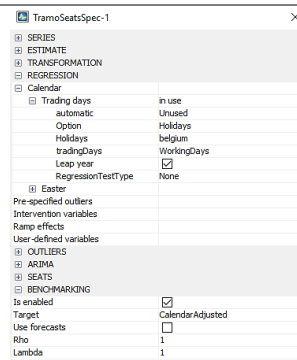 TramoSeatsSpec-1
SERIES
ESTIMATE
TRANSFORMATION
REGRESSION
Calendar
Trading days in use
automatic Unused
Option Holidays
Holidays belgium
tradingDays WorkingDays
Leap year
RegressionTestType None
Easter
Pre-specified outliers
Intervention variables
Ramp effects
User-defined variables
OUTLIERS
ARIMA
SEATS
BENCHMARKING
Is enabled
Target CalendarAdjusted
Use forecasts
Rho 1
Lambda 1